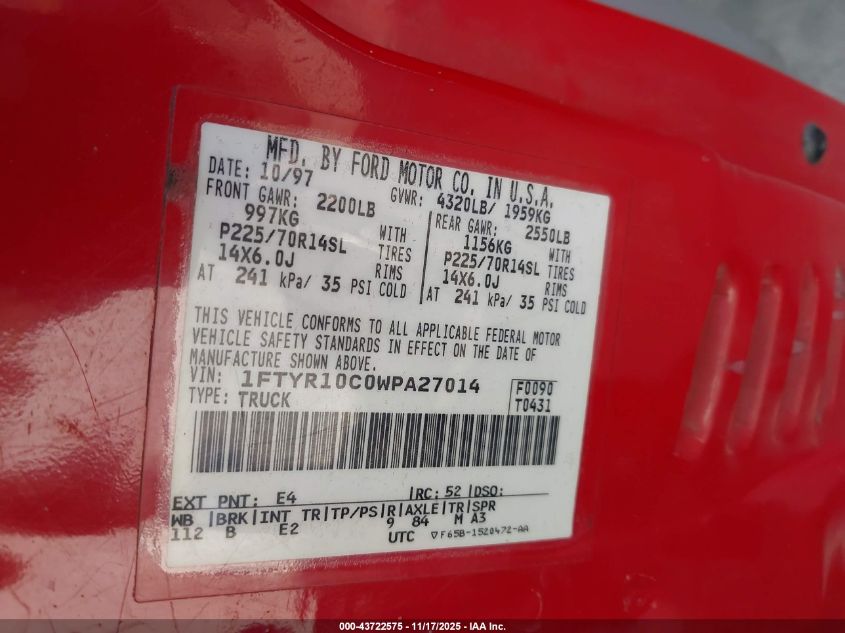 MFD. BY FORD MOTOR CO. IN U.S.A.
DATE: 10/97 GVWR: 4320LB/ 1959KG
FRONT GAWR: 2200LB REAR GAWR: 2550LB
997KG WITH 1156KG WITH
P225/70R14SL TIRES P225/70R14SL TIRES
14X6.0J RIMS 14X6.0J RIMS
AT 241 kPa/ 35 PSI COLD AT 241 kPa/ 35 PSI COLD
THIS VEHICLE CONFORMS TO ALL APPLICABLE FEDERAL MOTOR
VEHICLE SAFETY STANDARDS IN EFFECT ON THE DATE OF
MANUFACTURE SHOWN ABOVE.
VIN: 1FTYR10C0WPA27014 F0090
TYPE: TRUCK T0431
EXT PNT: E4 RC: 52 DSO:
WB BRK INT TR TP/PS R AXLE TR SPR
112 B E2 9 84 M A3
UTC ▽F65B-1520472-AA
000-43722575 - 11/17/2025 - IAA Inc.